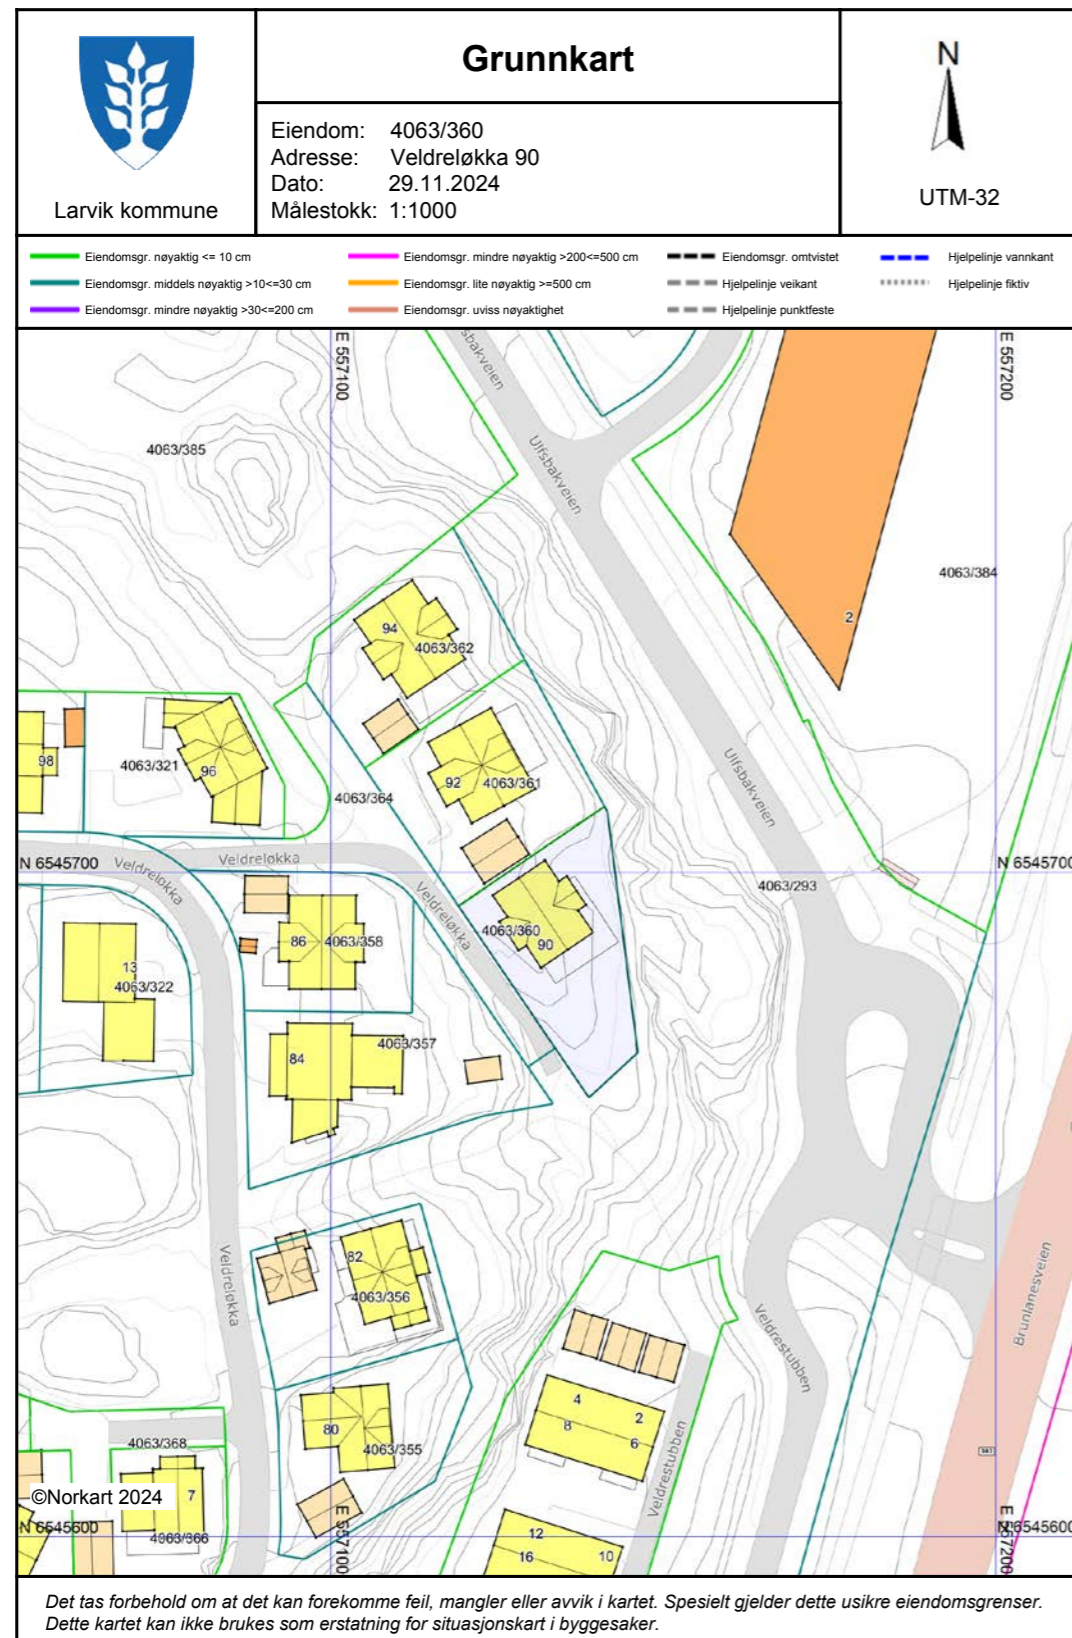 Grunnkart
N
Eiendom: 4063/360
Adresse: Veldreløkka 90
Dato: 29.11.2024
Målestokk: 1:1000
Larvik kommune
UTM-32
Eiendomsgr. nøyaktig <= 10 cm
Eiendomsgr. mindre nøyaktig >200<=500 cm
Eiendomsgr. omtvistet
Hjelpelinje vannkant
Eiendomsgr. middels nøyaktig >10<=30 cm
Eiendomsgr. lite nøyaktig >=500 cm
Hjelpelinje veikant
Hjelpelinje fiktiv
Eiendomsgr. mindre nøyaktig >30<=200 cm
Eiendomsgr. uviss nøyaktighet
Hjelpelinje punktfeste
E 557100
Ulfsbakveien
E 557200
4063/385
Ulfsbakveien
4063/384
2
94
4063/362
98
4063/321
96
92
4063/361
4063/364
Ulfsbakveien
N 6545700
Veldreløkka
Veldreløkka
N 6545700
4063/293
Veldreløkka
86
4063/358
4063/360
90
13
4063/322
84
4063/357
Veldreløkka
82
4063/356
Brunlanesveien
Veldrestubben
4
2
8
6
80
4063/355
4063/368
Veldrestubben
©Norkart 2024
7
N 6545600
4063/366
E 557100
12
16
10
E 557200
N 6545600
Det tas forbehold om at det kan forekomme feil, mangler eller avvik i kartet. Spesielt gjelder dette usikre eiendomsgrenser.
Dette kartet kan ikke brukes som erstatning for situasjonskart i byggesaker.